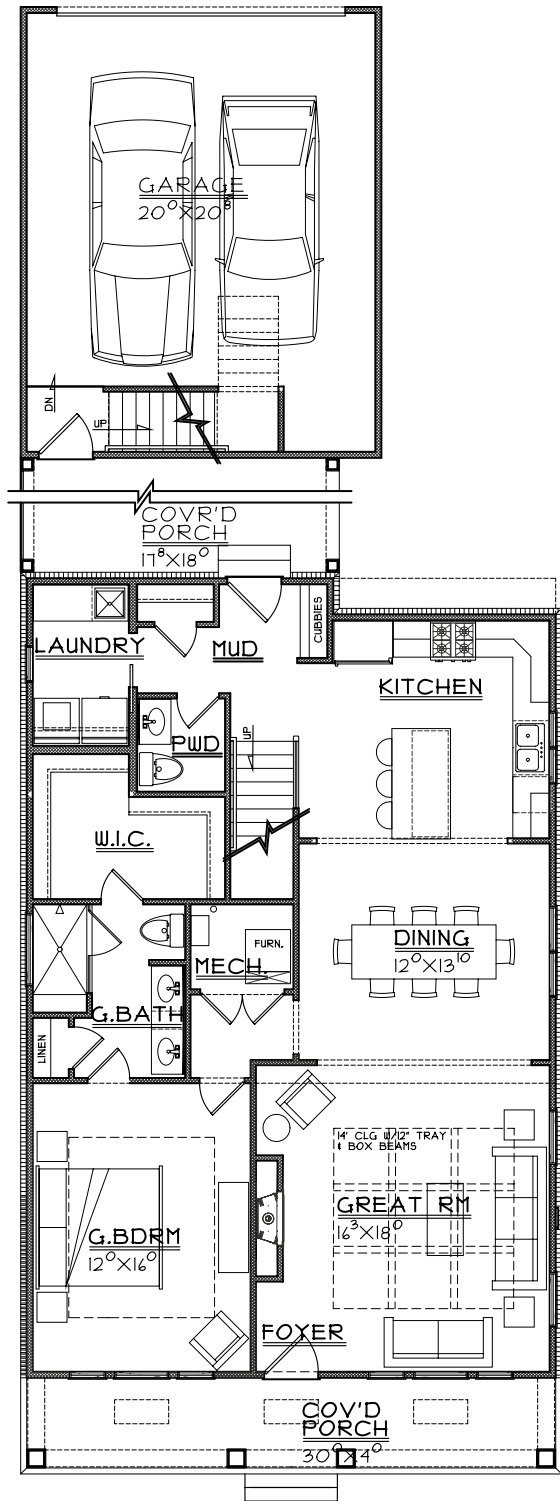 GARAGE
20⁰X20⁸
DN
UP
COVR'D
PORCH
17⁸X18⁰
LAUNDRY
MUD
CUBBIES
KITCHEN
PWD
UP
W.I.C.
DINING
12⁰X13¹⁰
FURN.
MECH.
G.BATH
LINEN
14' CLG W/12" TRAY
& BOX BEAMS
GREAT RM
16³X18⁰
G.BDRM
12⁰X16⁰
FOYER
COV'D
PORCH
30⁰X4⁰